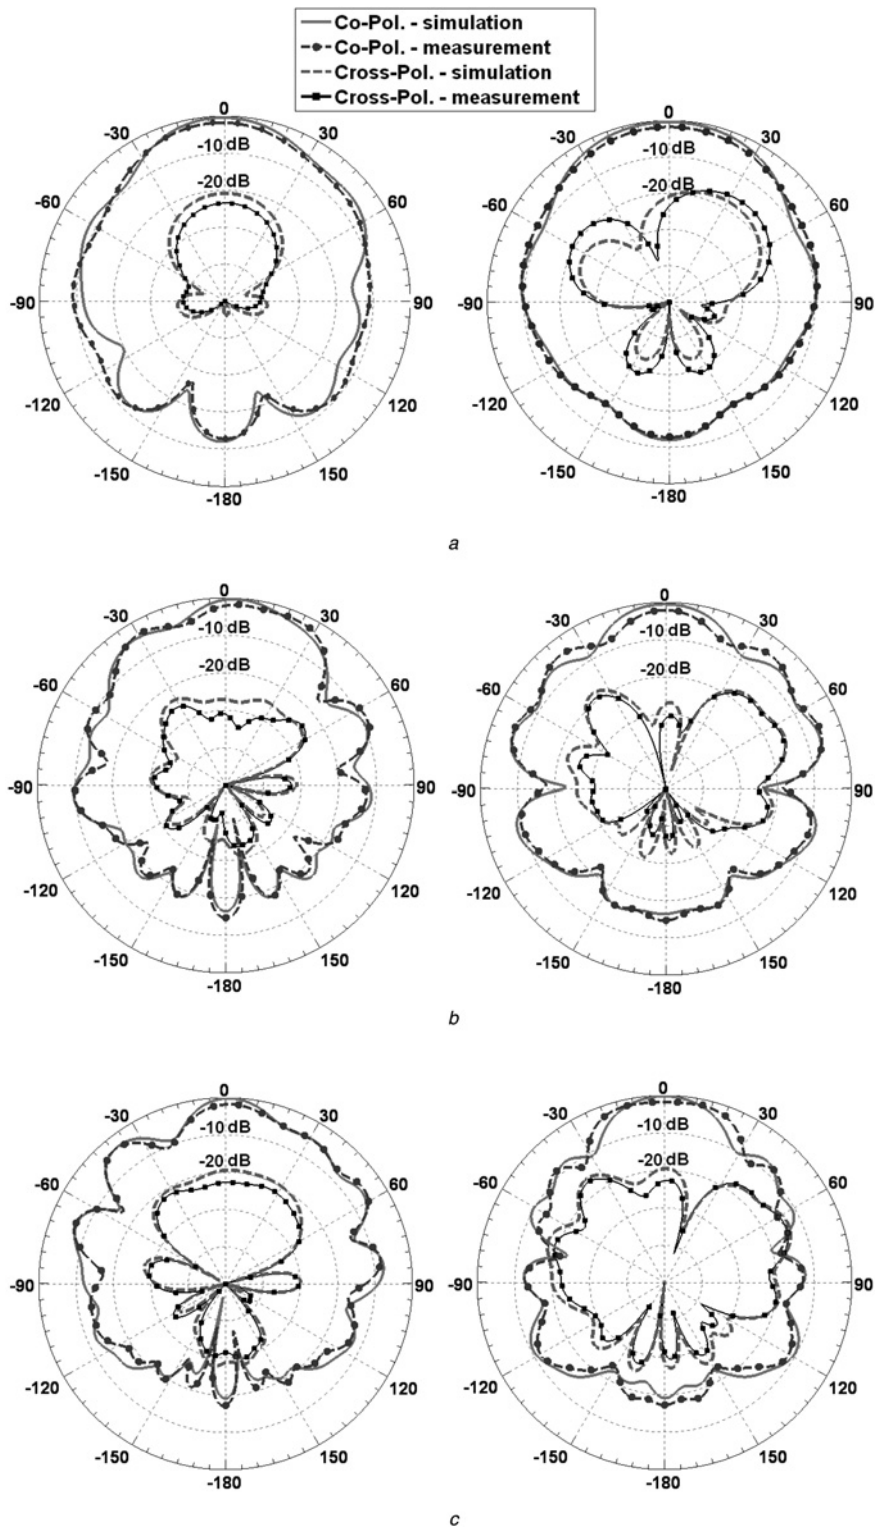 Co-Pol. - simulation
Co-Pol. - measurement
Cross-Pol. - simulation
Cross-Pol. - measurement
0
-30 30
-10 dB
-20 dB
-60 60
-90 90
-120 120
-150 150
-180
0
-30 30
-10 dB
-20 dB
-60 60
-90 90
-120 120
-150 150
-180
a
0
-30 30
-10 dB
-20 dB
-60 60
-90 90
-120 120
-150 150
-180
0
-30 30
-10 dB
-20 dB
-60 60
-90 90
-120 120
-150 150
-180
b
0
-30 30
-10 dB
-20 dB
-60 60
-90 90
-120 120
-150 150
-180
0
-30 30
-10 dB
-20 dB
-60 60
-90 90
-120 120
-150 150
-180
c